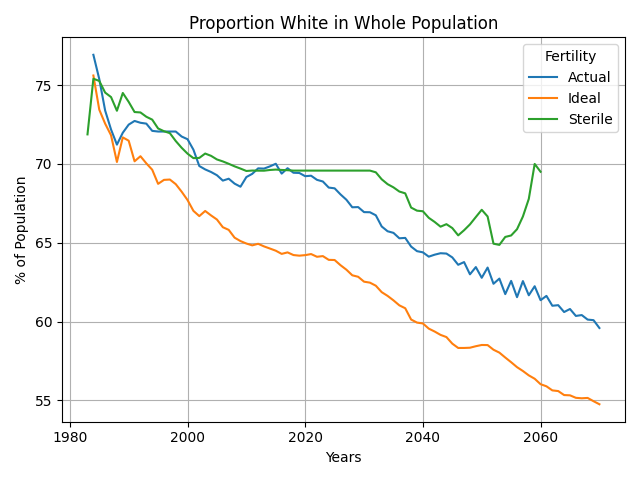 Proportion White in Whole Population
% of Population
75
70
65
60
55
Fertility
Actual
Ideal
Sterile
1980
2000
2020
2040
2060
Years